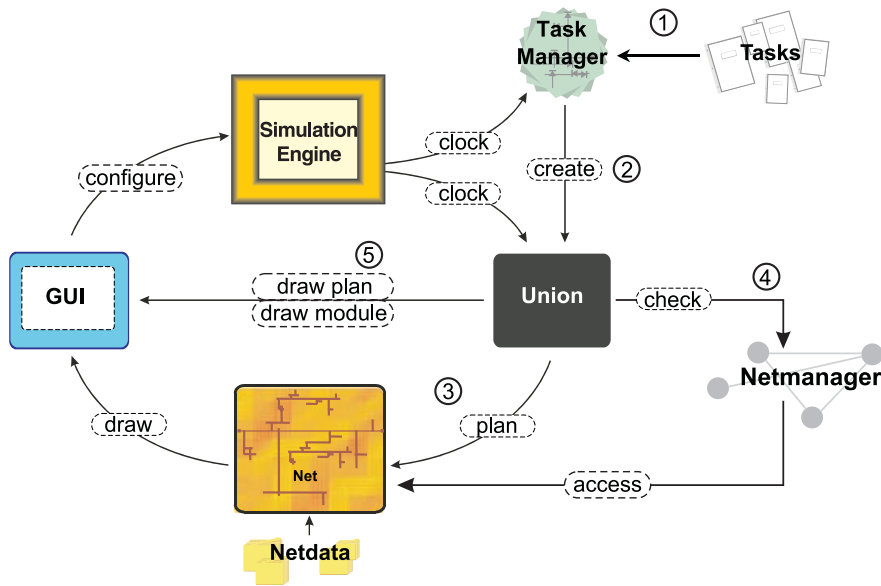 Task
Manager
①
Tasks
Simulation
Engine
clock
clock
create
②
configure
⑤
draw plan
draw module
GUI
Union
check
④
Netmanager
③
plan
draw
Net
access
Netdata